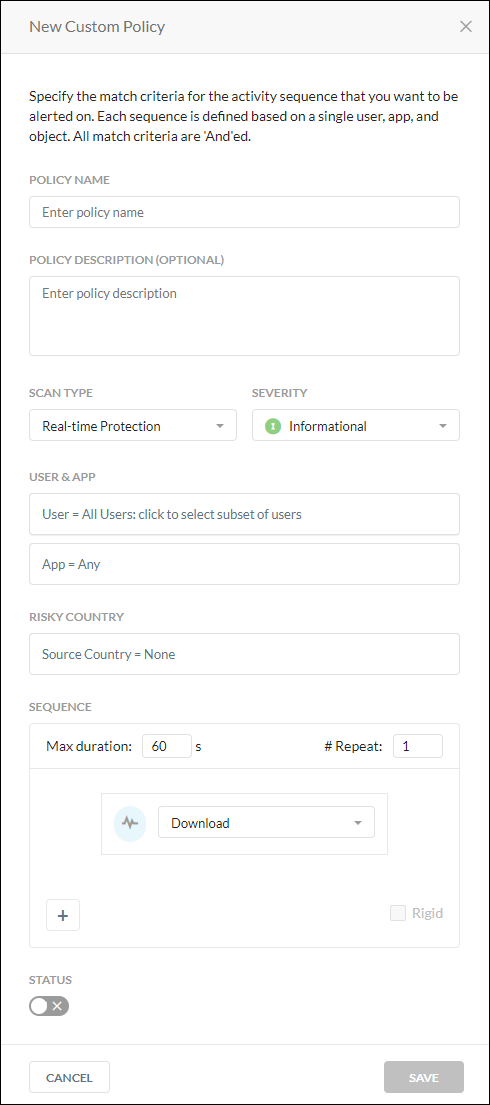 New Custom Policy
Specify the match criteria for the activity sequence that you want to be
alerted on. Each sequence is defined based on a single user, app, and
object. All match criteria are 'And'ed.
POLICY NAME
Enter policy name
POLICY DESCRIPTION (OPTIONAL)
Enter policy description
SCAN TYPE SEVERITY
Real-time Protection Informational
USER & APP
User = All Users: click to select subset of users
App = Any
RISKY COUNTRY
Source Country = None
SEQUENCE
Max duration: 60 s # Repeat: 1
Download
+ Rigid
STATUS
CANCEL SAVE